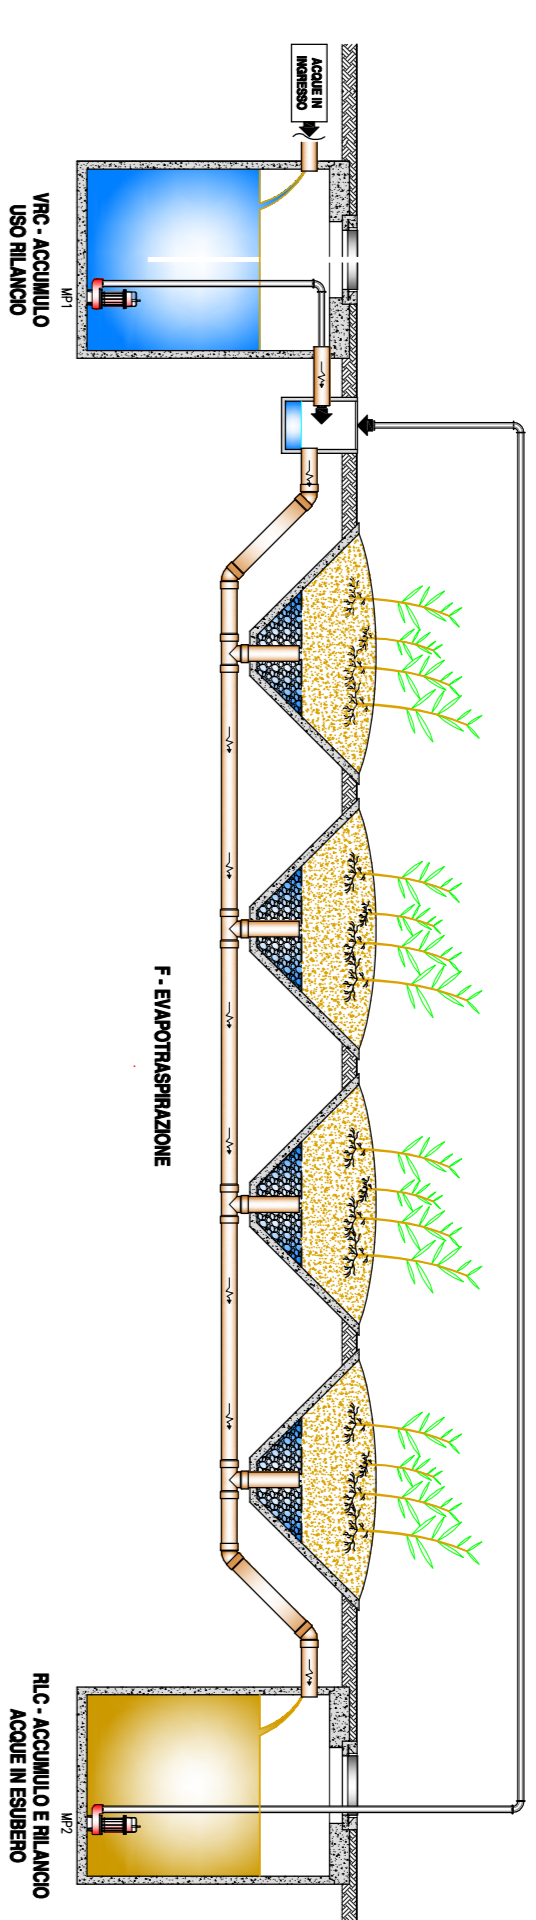 ACQUE IN
INGRESSO
MP1
VRC - ACCUMULO
USO RILANCIO
F - EVAPOTRASPIRAZIONE
MP2
RLC - ACCUMULO E RILANCIO
ACQUE IN ESUBERO